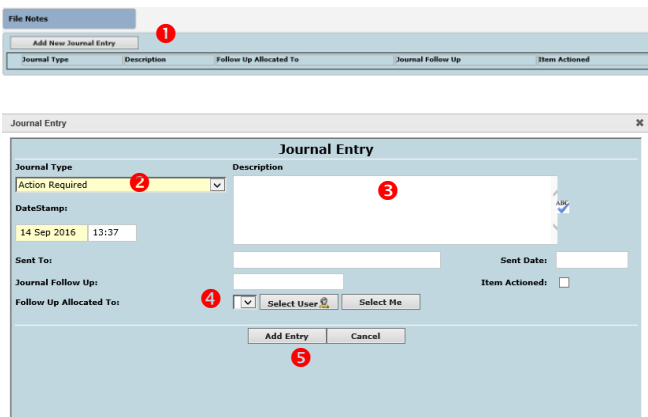 File Notes
Add New Journal Entry
1
Journal Type Description Follow Up Allocated To Journal Follow Up Item Actioned
Journal Entry
Journal Entry
Journal Type Description
Action Required 2
3
ABC
DateStamp:
14 Sep 2016 13:37
Sent To: Sent Date:
Journal Follow Up: Item Actioned:
Follow Up Allocated To: 4 Select User Select Me
Add Entry Cancel
5